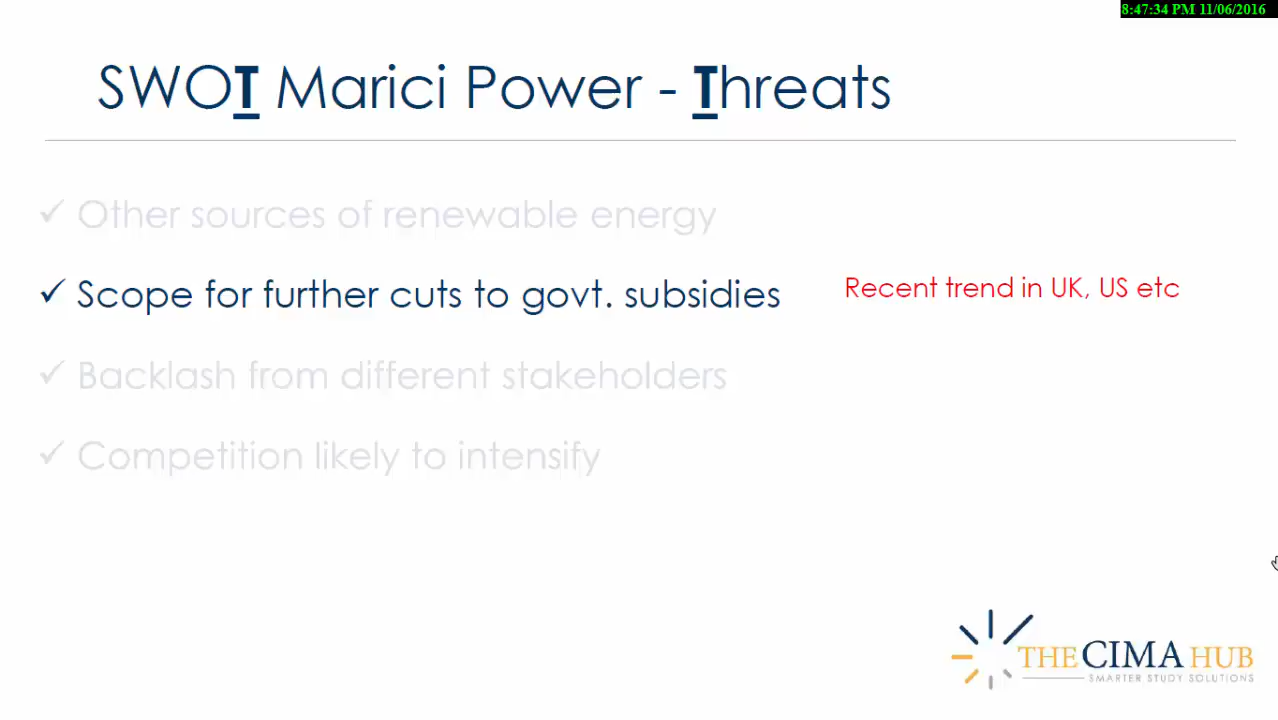 8:47:34 PM 11/06/2016
SWOT Marici Power - Threats
✓ Other sources of renewable energy
✓ Scope for further cuts to govt. subsidies
Recent trend in UK, US etc
✓ Backlash from different stakeholders
✓ Competition likely to intensify
THE CIMA HUB
SMARTER STUDY SOLUTIONS